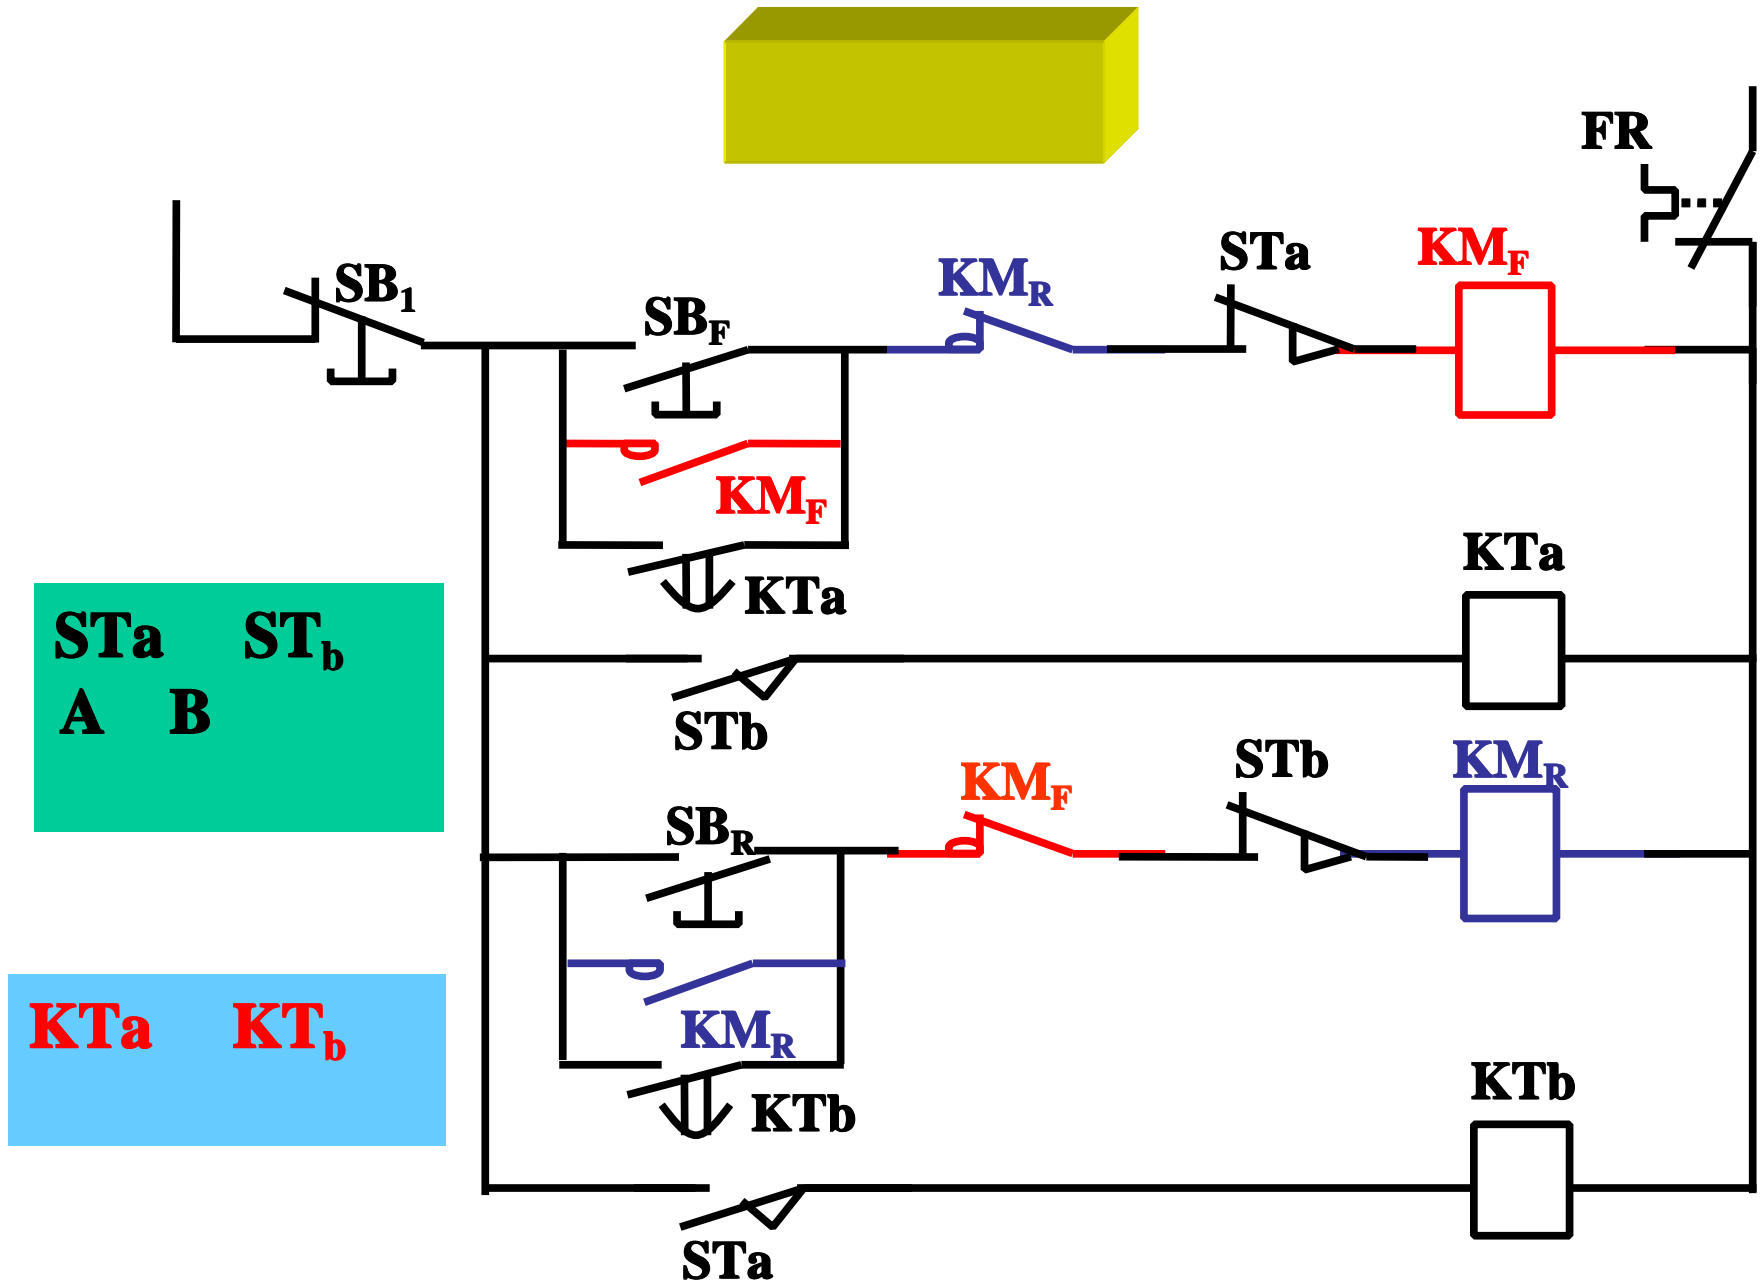 FR
SB1
SBF
KMR
STa
KMF
KMF
KTa
KTa
STa STb
A B
STb
SBR
KMF
STb
KMR
KTa KTb
KMR
KTb
KTb
STa